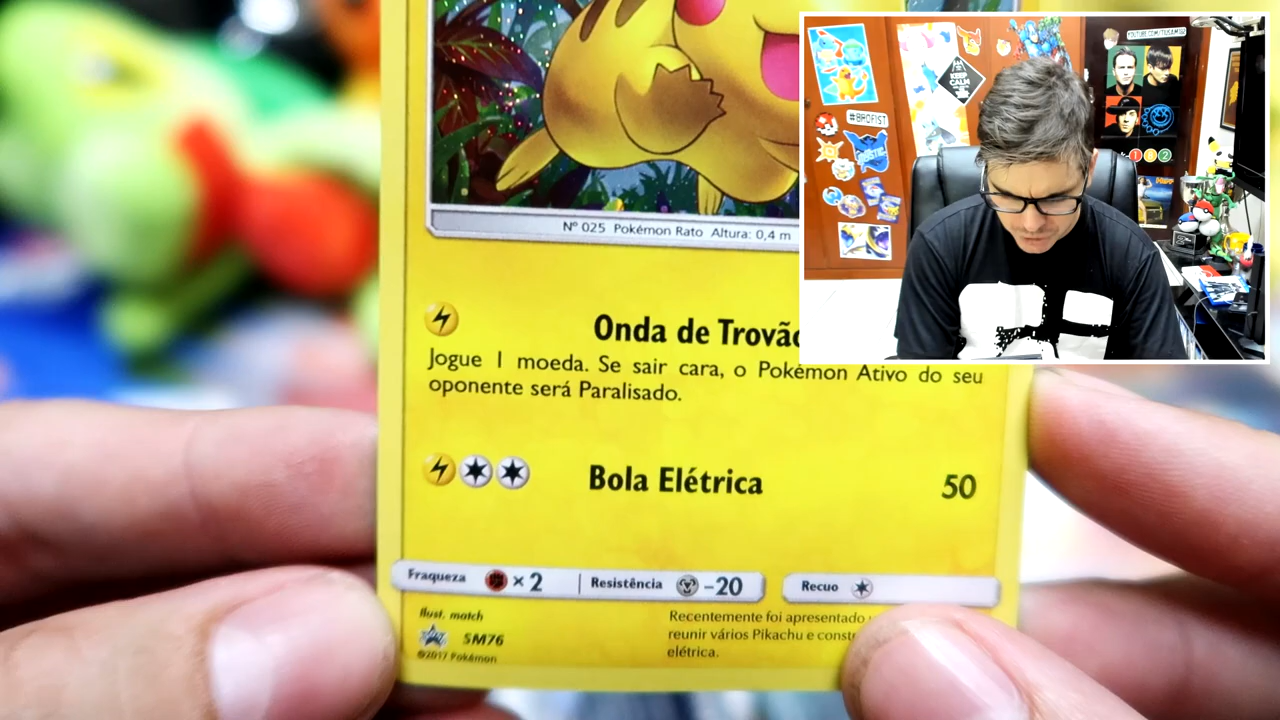 Nº 025 Pokémon Rato Altura: 0,4 m
Onda de
Jogue 1 moeda. Se sair cara, o Pokémon Ativo do seu
oponente será Paralisado.
Bola Elétrica 50
Fraqueza ×2 Resistência -20 Recuo
Illust. match
SM76
©2017 Pokémon
Recentemente foi apresentado
reunir vários Pikachu e
elétrica.
#BROFIST
KEEP
CALM